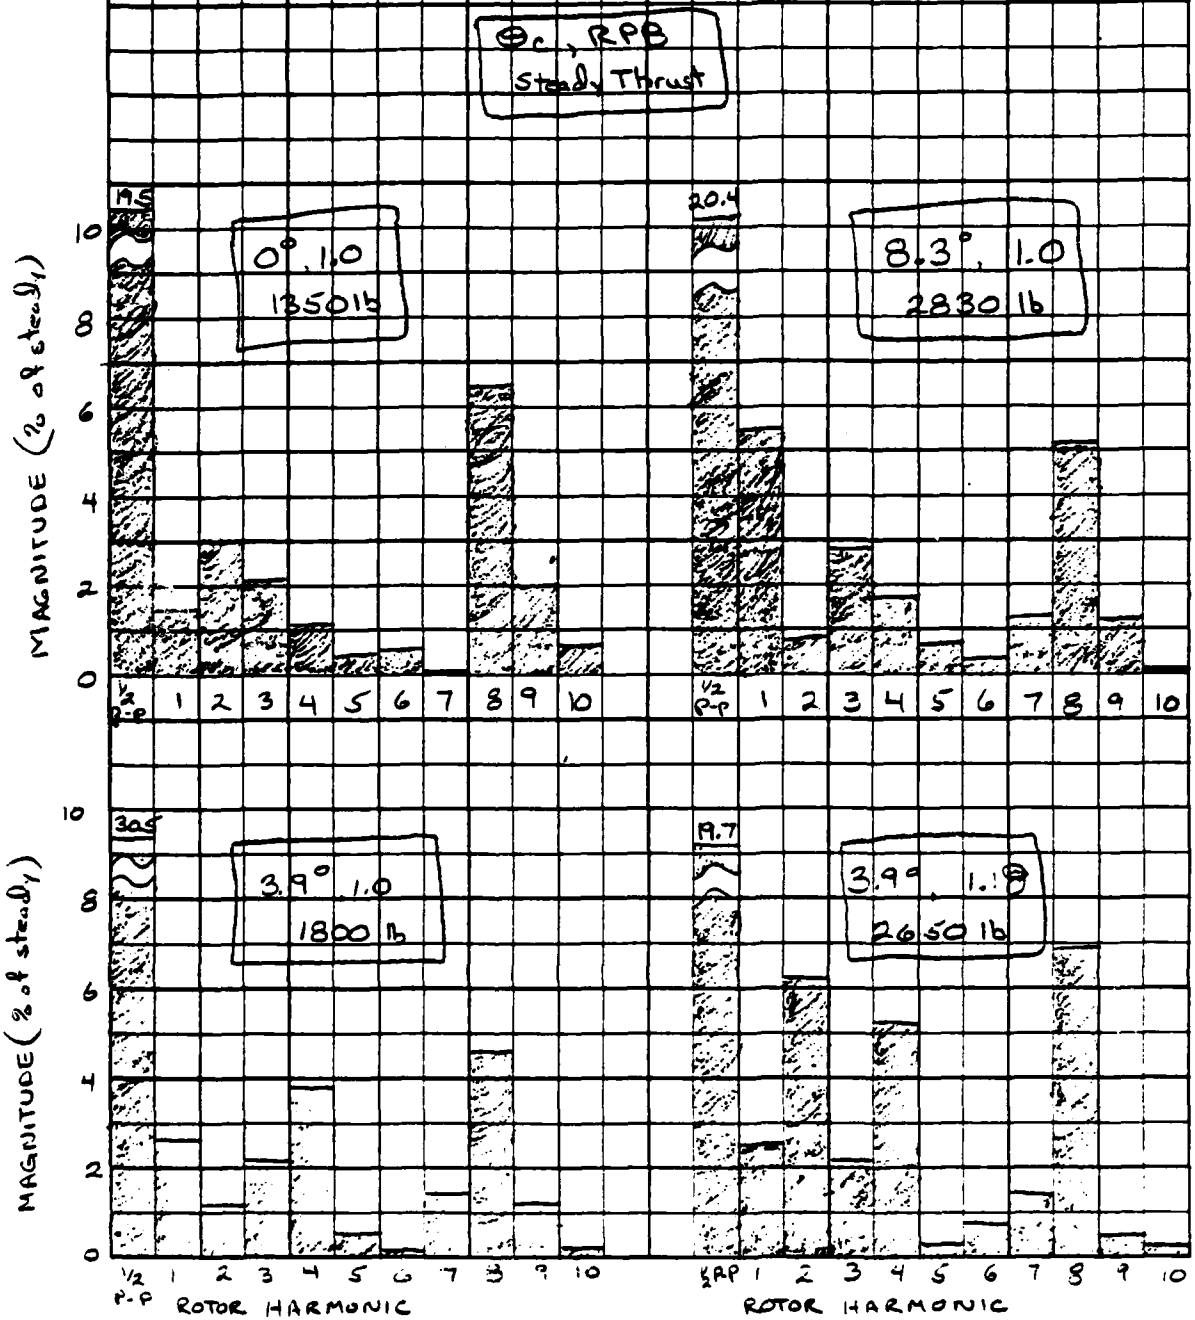 Θc, RPB
Steady Thrust
MAGNITUDE (% of steady)
10
8
6
4
2
0
19.5
0°, 1.0
1350 lb
1/2 P-P 1 2 3 4 5 6 7 8 9 10
20.4
8.3°, 1.0
2830 lb
1/2 P-P 1 2 3 4 5 6 7 8 9 10
MAGNITUDE (% of steady)
10
8
6
4
2
0
30.5
3.9°, 1.0
1800 lb
1/2 P-P 1 2 3 4 5 6 7 8 9 10
ROTOR HARMONIC
19.7
3.9°,
2650 lb
1 2 3 4 5 6 7 8 9 10
ROTOR HARMONIC